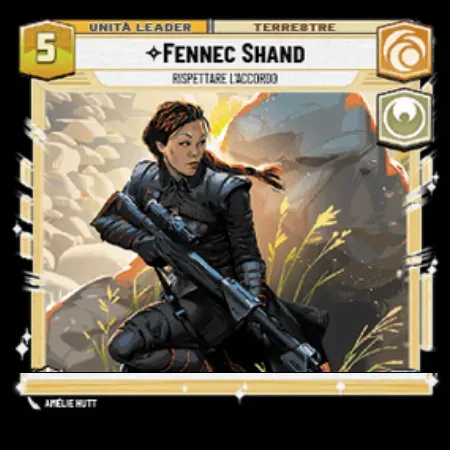 UNITÀ LEADER
TERRESTRE
5
FENNEC SHAND
RISPETTARE L'ACCORDO
AMÉLIE HUTT